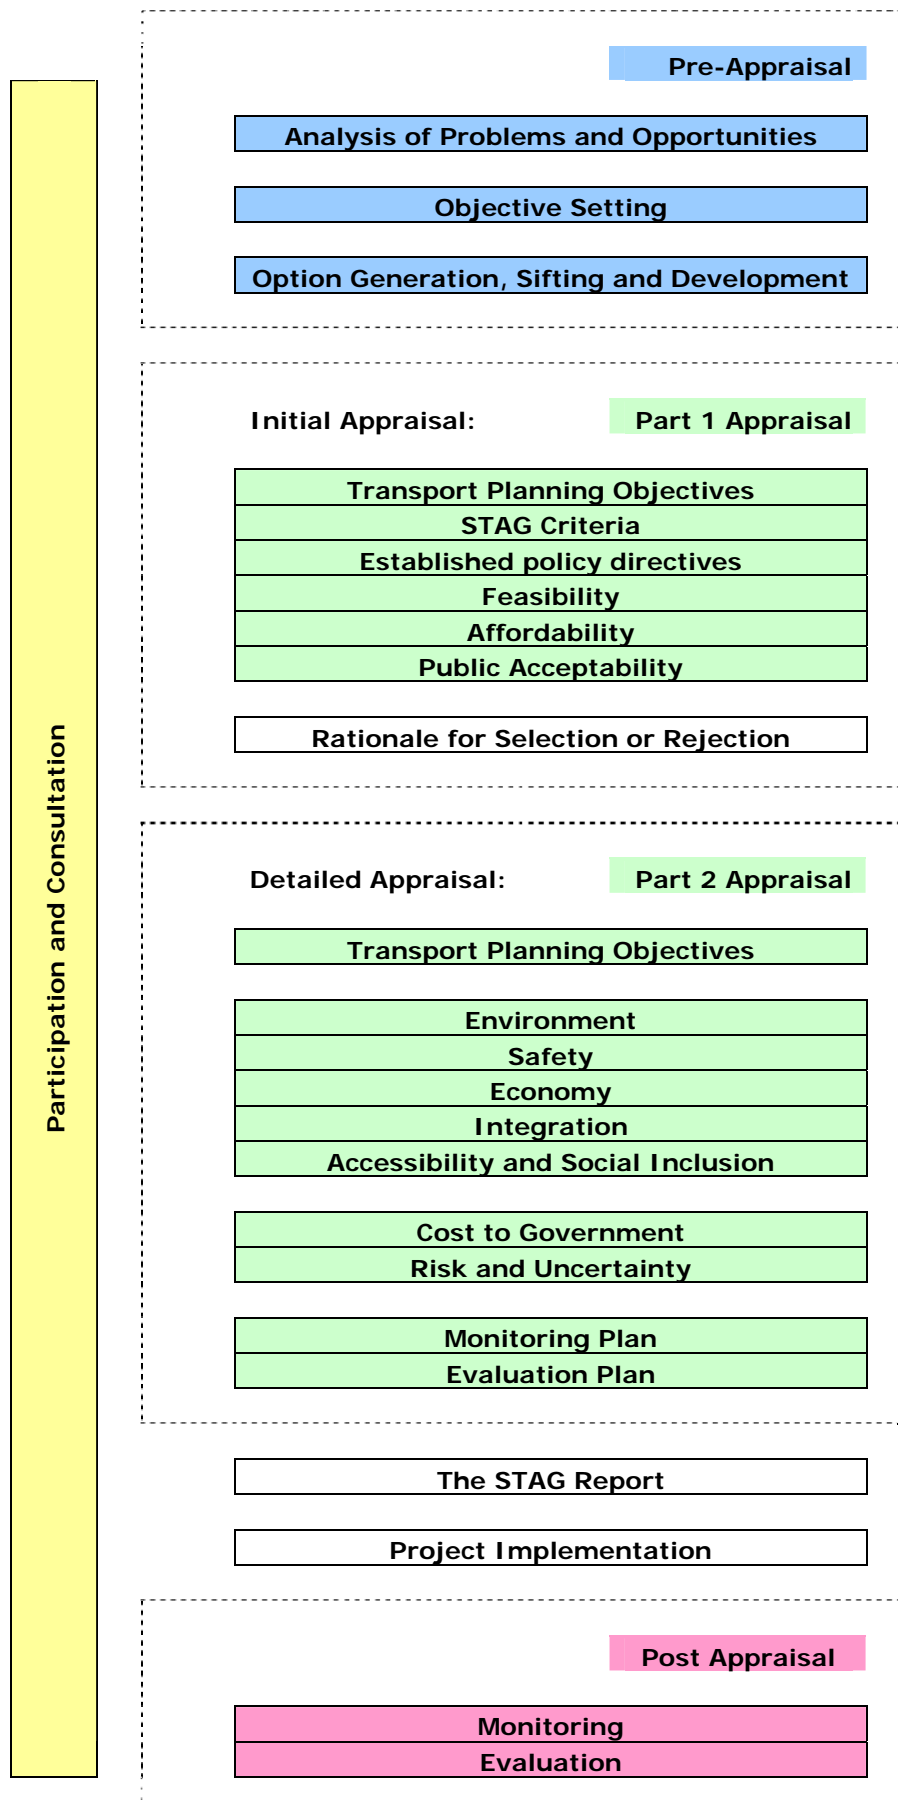 Participation and Consultation
Pre-Appraisal
Analysis of Problems and Opportunities
Objective Setting
Option Generation, Sifting and Development
Initial Appraisal: Part 1 Appraisal
Transport Planning Objectives
STAG Criteria
Established policy directives
Feasibility
Affordability
Public Acceptability
Rationale for Selection or Rejection
Detailed Appraisal: Part 2 Appraisal
Transport Planning Objectives
Environment
Safety
Economy
Integration
Accessibility and Social Inclusion
Cost to Government
Risk and Uncertainty
Monitoring Plan
Evaluation Plan
The STAG Report
Project Implementation
Post Appraisal
Monitoring
Evaluation